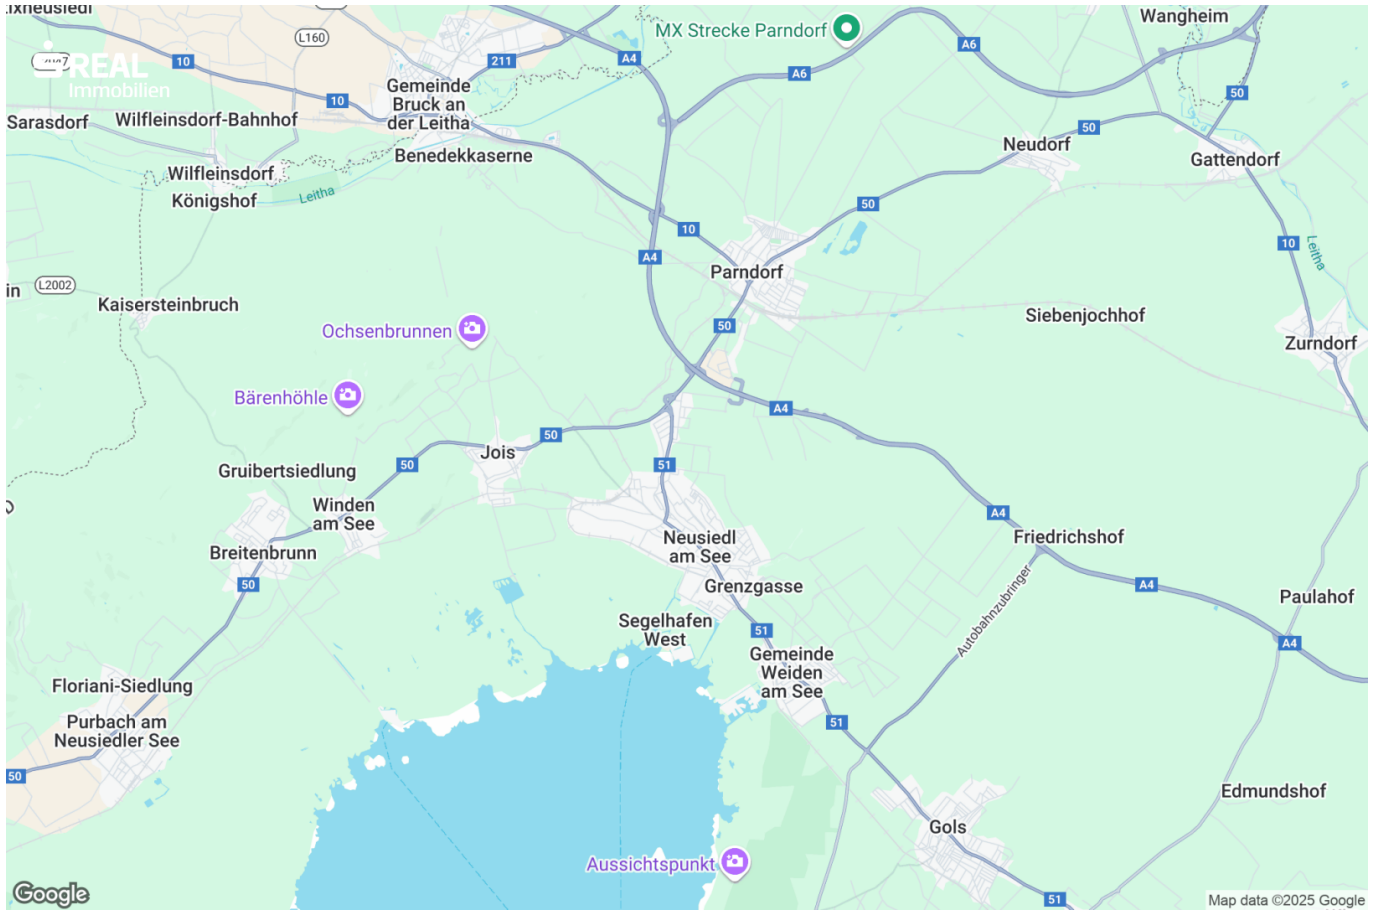 MX Strecke Parndorf
Wangheim
L160
A4
A6
10
211
A6
REAL
Immobilien
Gemeinde
Bruck an
der Leitha
10
50
Sarasdorf
Wilfleinsdorf-Bahnhof
50
Neudorf
Benedekkaserne
Gattendorf
Wilfleinsdorf
Königshof
Leitha
50
10
10
Leitha
A4
Parndorf
L2002
in
Kaisersteinbruch
Siebenjochhof
Ochsenbrunnen
50
Zurndorf
Bärenhöhle
A4
50
Jois
50
51
Gruibertsiedlung
Winden
am See
A4
Neusiedl
am See
Friedrichshof
Breitenbrunn
50
Grenzgasse
A4
Autobahnzubringer
Paulahof
Segelhafen
West
51
A4
Gemeinde
Weiden
am See
Floriani-Siedlung
Purbach am
Neusiedler See
51
50
Edmundshof
Gols
Aussichtspunkt
51
Google
Map data ©2025 Google